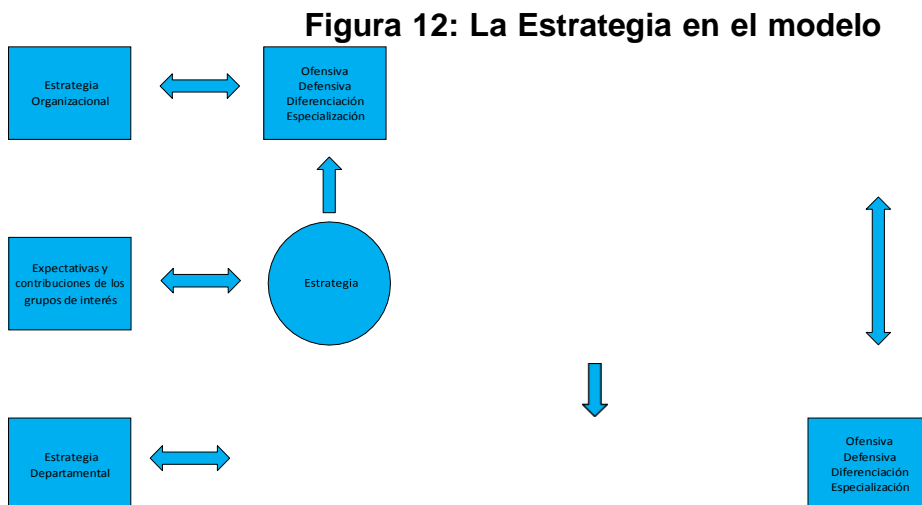 Figura 12: La Estrategia en el modelo
Estrategia
Organizacional
Ofensiva
Defensiva
Diferenciación
Especialización
Expectativas y
contribuciones de los
grupos de interés
Estrategia
Estrategia
Departamental
Ofensiva
Defensiva
Diferenciación
Especialización